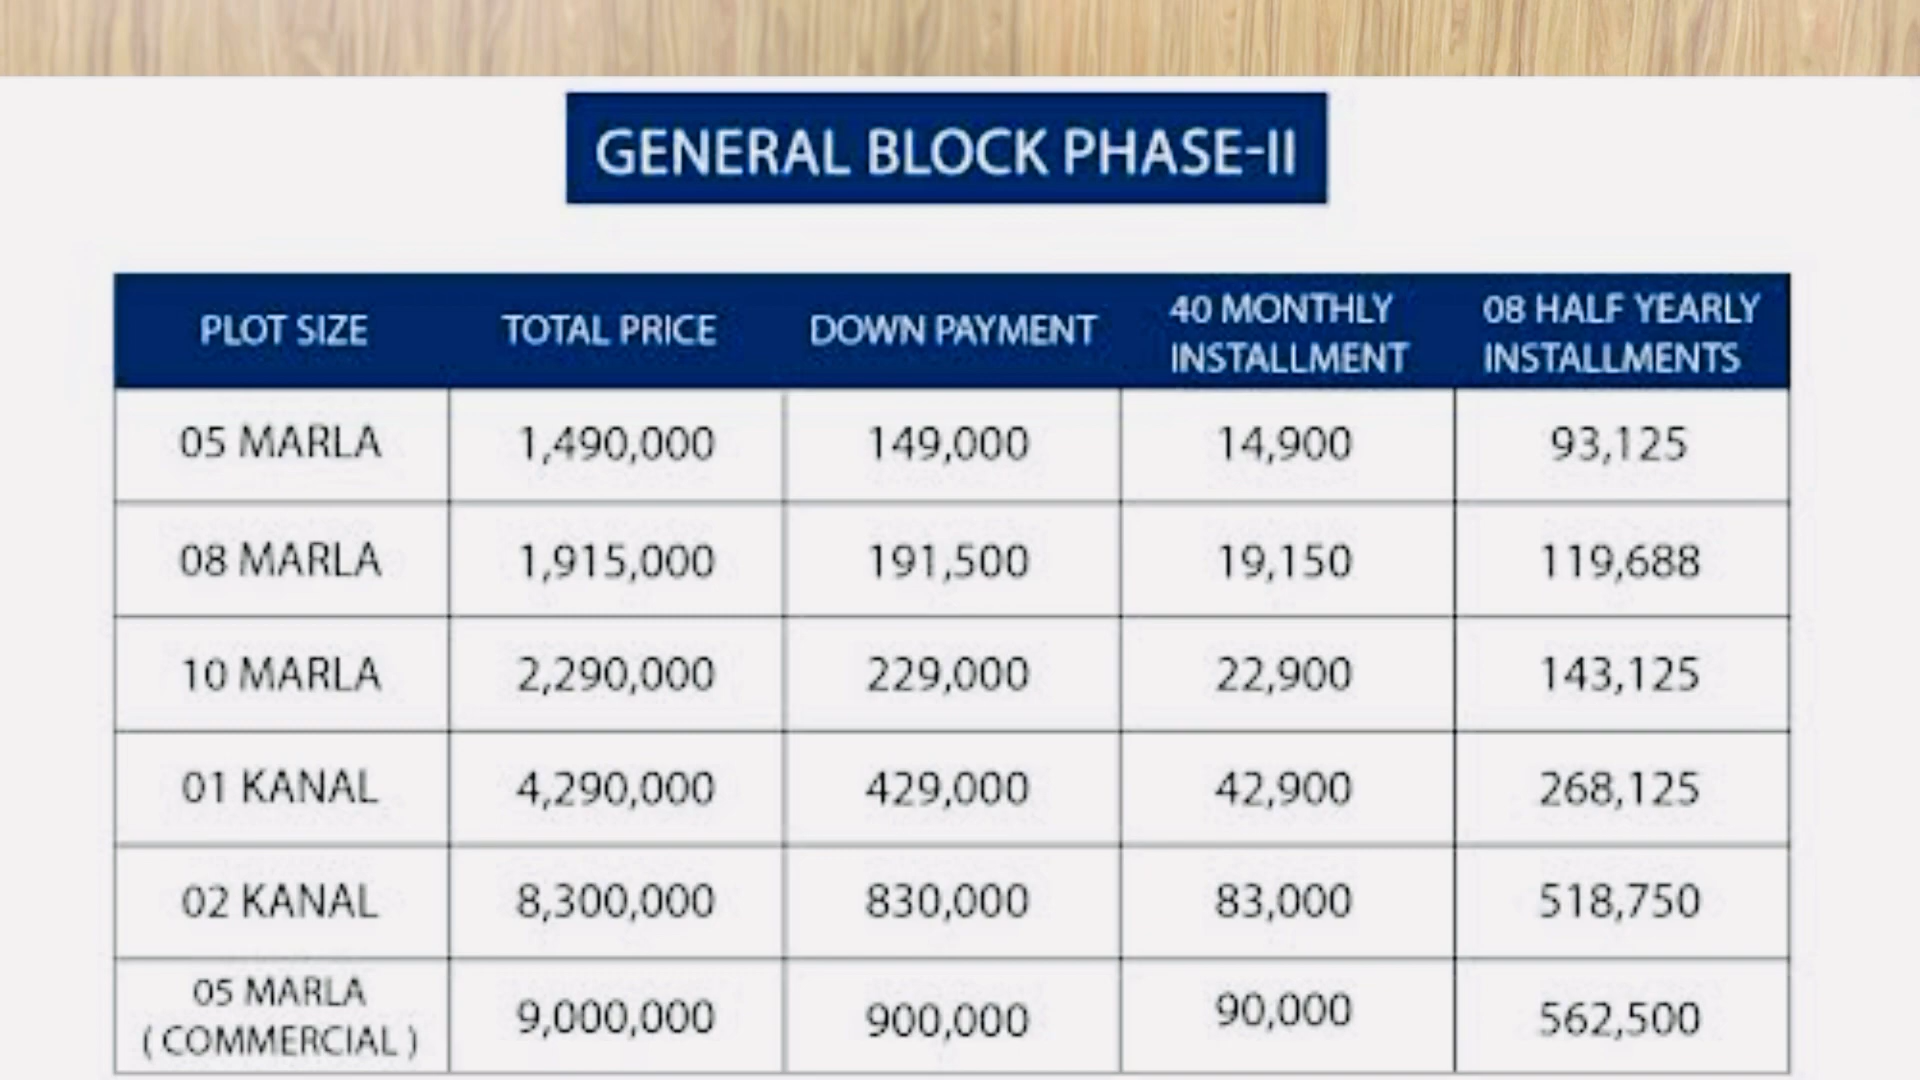 GENERAL BLOCK PHASE-II
PLOT SIZE TOTAL PRICE DOWN PAYMENT 40 MONTHLY INSTALLMENT 08 HALF YEARLY INSTALLMENTS
05 MARLA 1,490,000 149,000 14,900 93,125
08 MARLA 1,915,000 191,500 19,150 119,688
10 MARLA 2,290,000 229,000 22,900 143,125
01 KANAL 4,290,000 429,000 42,900 268,125
02 KANAL 8,300,000 830,000 83,000 518,750
05 MARLA ( COMMERCIAL ) 9,000,000 900,000 90,000 562,500